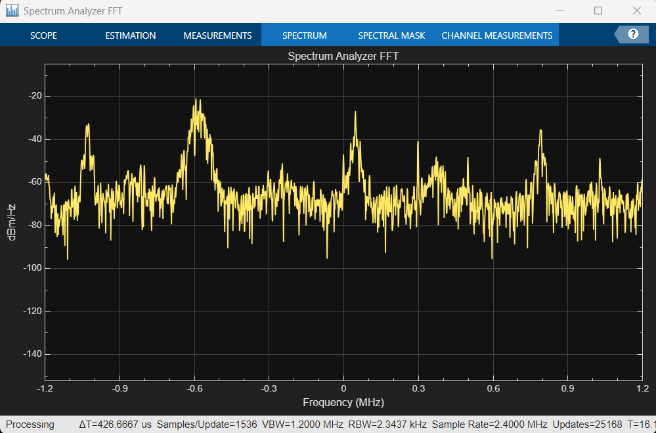 Spectrum Analyzer FFT
SCOPE ESTIMATION MEASUREMENTS SPECTRUM SPECTRAL MASK CHANNEL MEASUREMENTS ?
Spectrum Analyzer FFT
-20
-40
-60
-80
-100
-120
-140
dBm/Hz
-1.2 -0.9 -0.6 -0.3 0 0.3 0.6 0.9 1.2
Frequency (MHz)
Processing ΔT=426.6667 us Samples/Update=1536 VBW=1.2000 MHz RBW=2.3437 kHz Sample Rate=2.4000 MHz Updates=25168 T=16.1